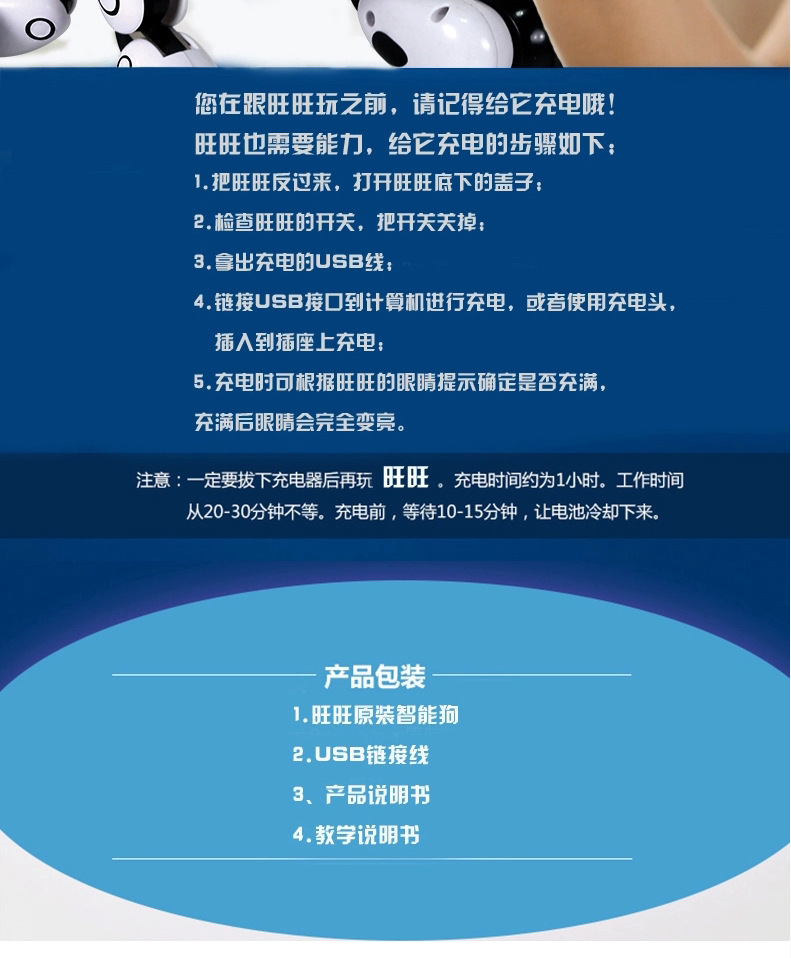 您在跟旺旺玩之前，请记得给它充电哦！
旺旺也需要能力，给它充电的步骤如下；
1.把旺旺反过来，打开旺旺底下的盖子；
2.检查旺旺的开关，把开关关掉；
3.拿出充电的USB线；
4.链接USB接口到计算机进行充电，或者使用充电头，
插入到插座上充电；
5.充电时可根据旺旺的眼睛提示确定是否充满，
充满后眼睛会完全变亮。
注意：一定要拔下充电器后再玩 旺旺 。充电时间约为1小时。工作时间
从20-30分钟不等。充电前，等待10-15分钟，让电池冷却下来。
产品包装
1.旺旺原装智能狗
2.USB链接线
3、产品说明书
4.教学说明书